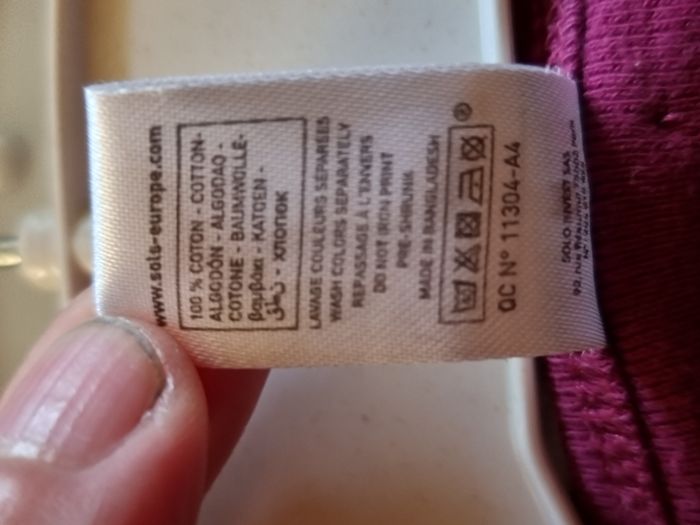 www.sols-europe.com
100 % COTON - COTTON-
ALGODÓN - ALGODAO -
COTONE - BAUMWOLLE-
βαμβάκι - KATOEN -
قطن - хлопок
LAVAGE COULEURS SEPAREES
WASH COLORS SEPARATELY
REPASSAGE À L'ENVERS
DO NOT IRON PRINT
PRE-SHRUNK
MADE IN BANGLADESH
®
QC N° 11304-A4
SOLO INVEST SAS